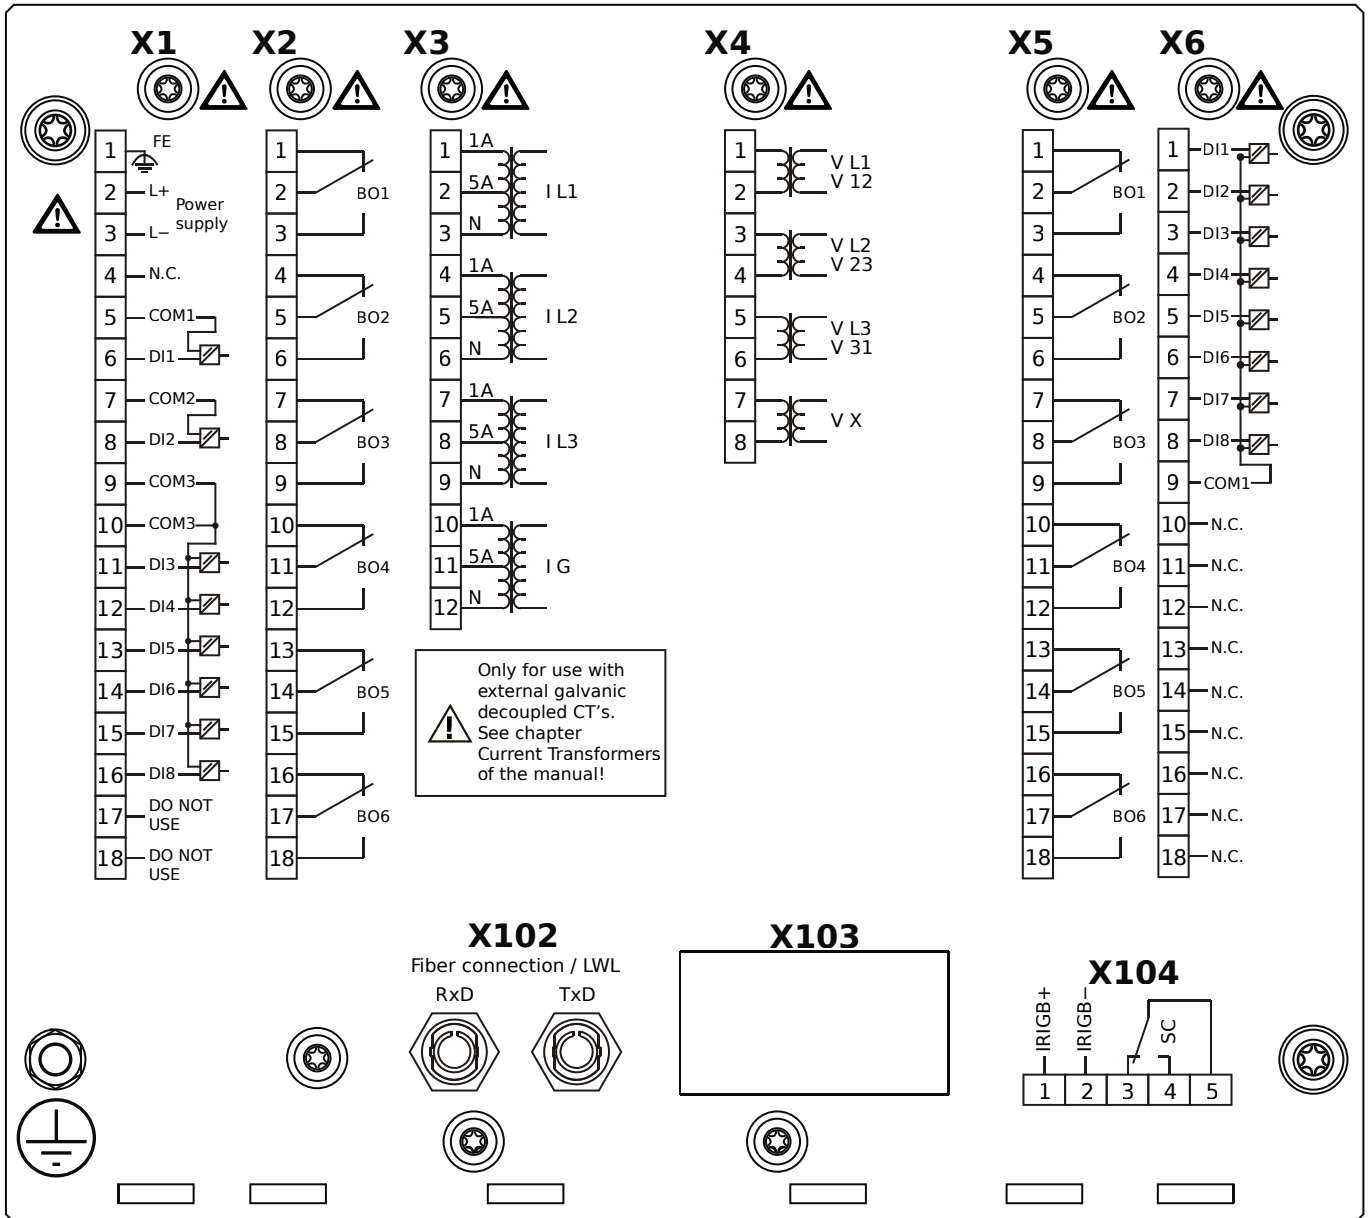 X1
X2
X3
X4
X5
X6
1 FE
2 L+
Power
supply
3 L−
4 N.C.
5 COM1
6 DI1
7 COM2
8 DI2
9 COM3
10 COM3
11 DI3
12 DI4
13 DI5
14 DI6
15 DI7
16 DI8
17 DO NOT
USE
18 DO NOT
USE
1
2 BO1
3
4
5 BO2
6
7
8 BO3
9
10
11 BO4
12
13
14 BO5
15
16
17 BO6
18
1 1A
2 5A I L1
3 N
4 1A
5 5A I L2
6 N
7 1A
8 5A I L3
9 N
10 1A
11 5A I G
12 N
Only for use with
external galvanic
decoupled CT's.
See chapter
Current Transformers
of the manual!
1 V L1
2 V 12
3 V L2
4 V 23
5 V L3
6 V 31
7 V X
8
1
2 BO1
3
4
5 BO2
6
7
8 BO3
9
10
11 BO4
12
13
14 BO5
15
16
17 BO6
18
1 DI1
2 DI2
3 DI3
4 DI4
5 DI5
6 DI6
7 DI7
8 DI8
9 COM1
10 N.C.
11 N.C.
12 N.C.
13 N.C.
14 N.C.
15 N.C.
16 N.C.
17 N.C.
18 N.C.
X102
Fiber connection / LWL
RxD TxD
X103
X104
IRIGB+
IRIGB−
SC
1 2 3 4 5